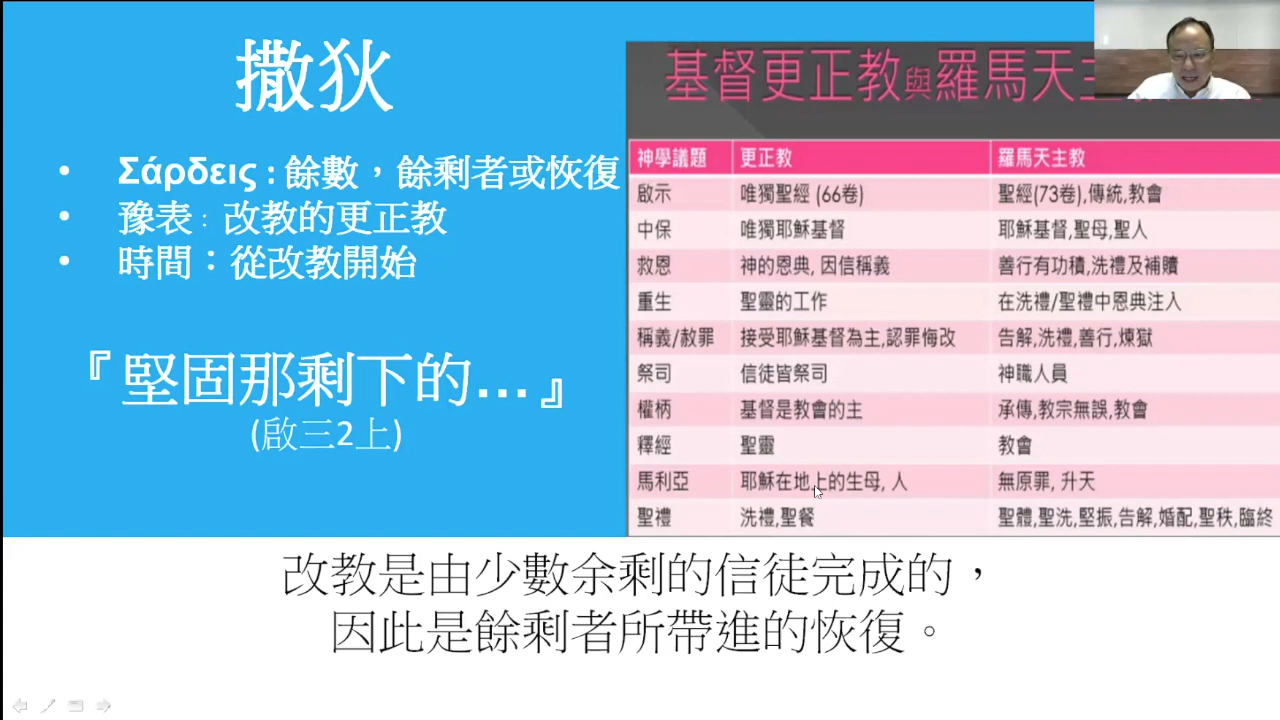 撒狄
• Σάρδεις : 餘數，餘剩者或恢復
• 豫表： 改教的更正教
• 時間：從改教開始
『堅固那剩下的…』
(啟三2上)
基督更正教與羅馬天主
神學議題 更正教 羅馬天主教
啟示 唯獨聖經 (66卷) 聖經(73卷),傳統,教會
中保 唯獨耶穌基督 耶穌基督,聖母,聖人
救恩 神的恩典, 因信稱義 善行有功積,洗禮及補贖
重生 聖靈的工作 在洗禮/聖禮中恩典注入
稱義/赦罪 接受耶穌基督為主,認罪悔改 告解,洗禮,善行,煉獄
祭司 信徒皆祭司 神職人員
權柄 基督是教會的主 承傳,教宗無誤,教會
釋經 聖靈 教會
馬利亞 耶穌在地上的生母, 人 無原罪, 升天
聖禮 洗禮,聖餐 聖體,聖洗,堅振,告解,婚配,聖秩,臨終
改教是由少數余剩的信徒完成的，
因此是餘剩者所帶進的恢復。